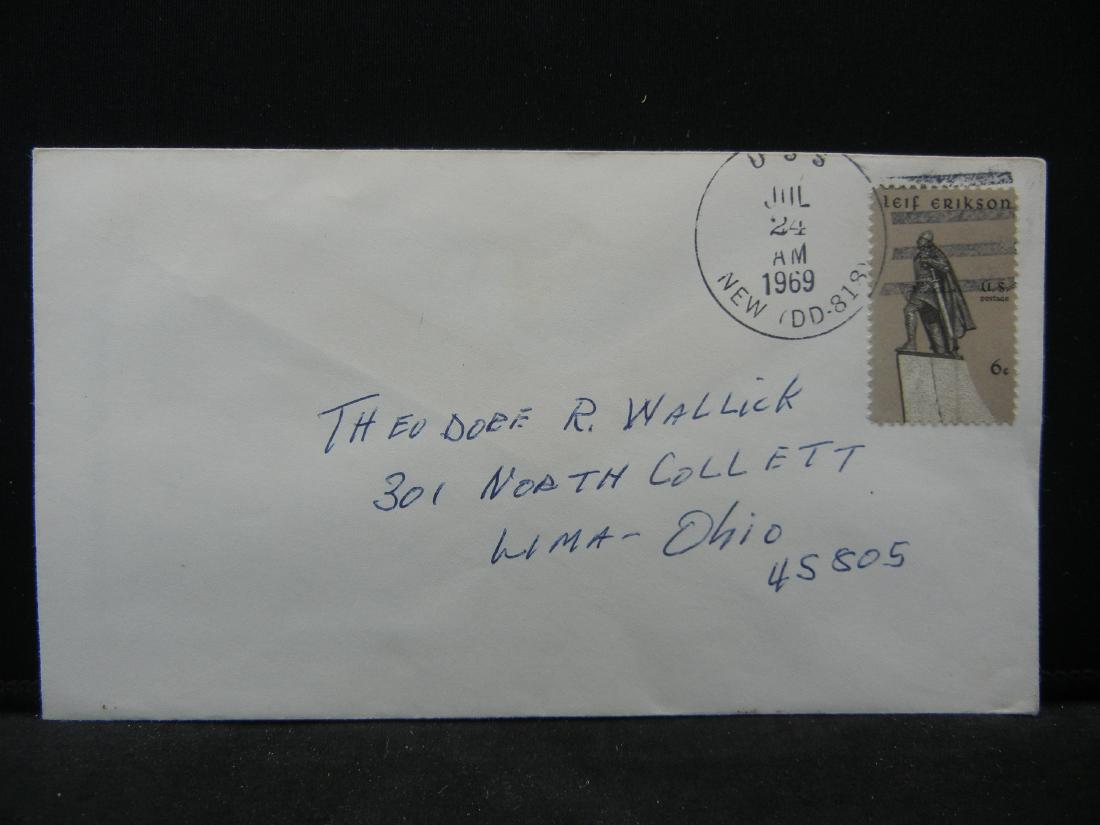 USS
JUL
24
AM
1969
NEW (DD-818)
LEIF ERIKSON
U.S.
postage
6c
THEODORE R. WALLICK
301 NORTH COLLETT
LIMA - Ohio
45805